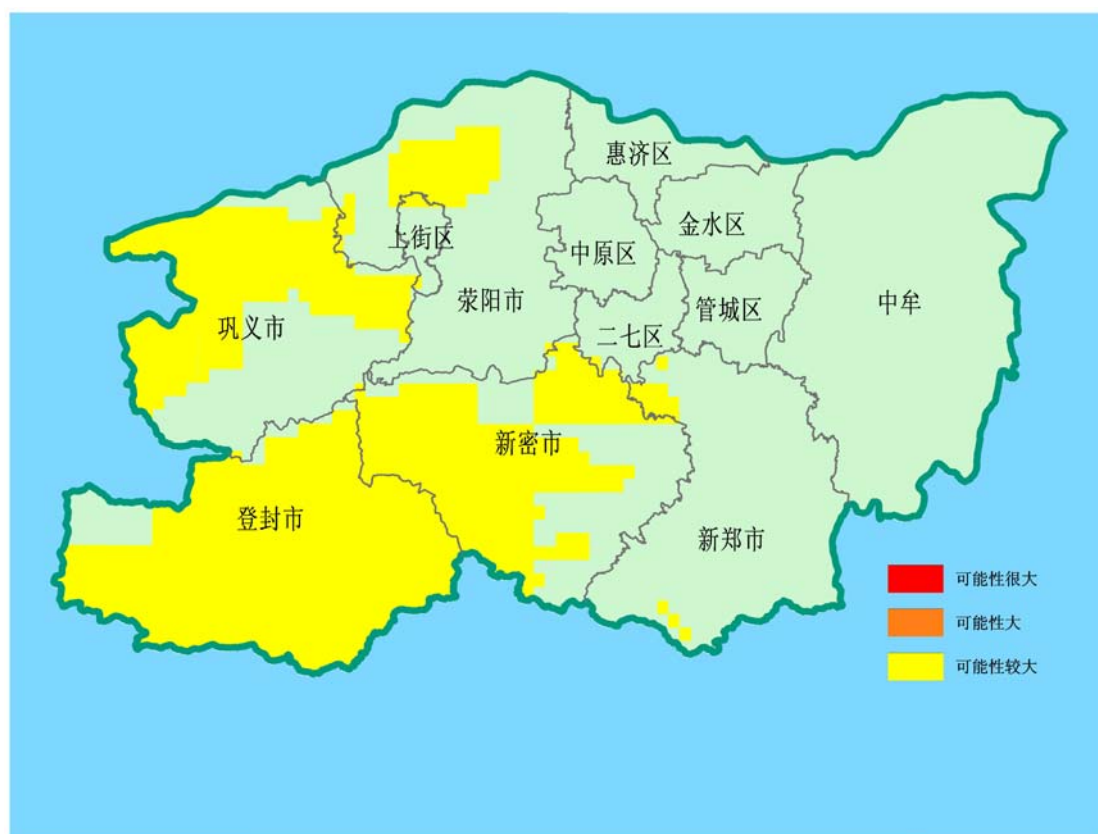 惠济区
金水区
上街区
中原区
荥阳市
中牟
管城区
巩义市
二七区
新密市
登封市
新郑市
可能性很大
可能性大
可能性较大